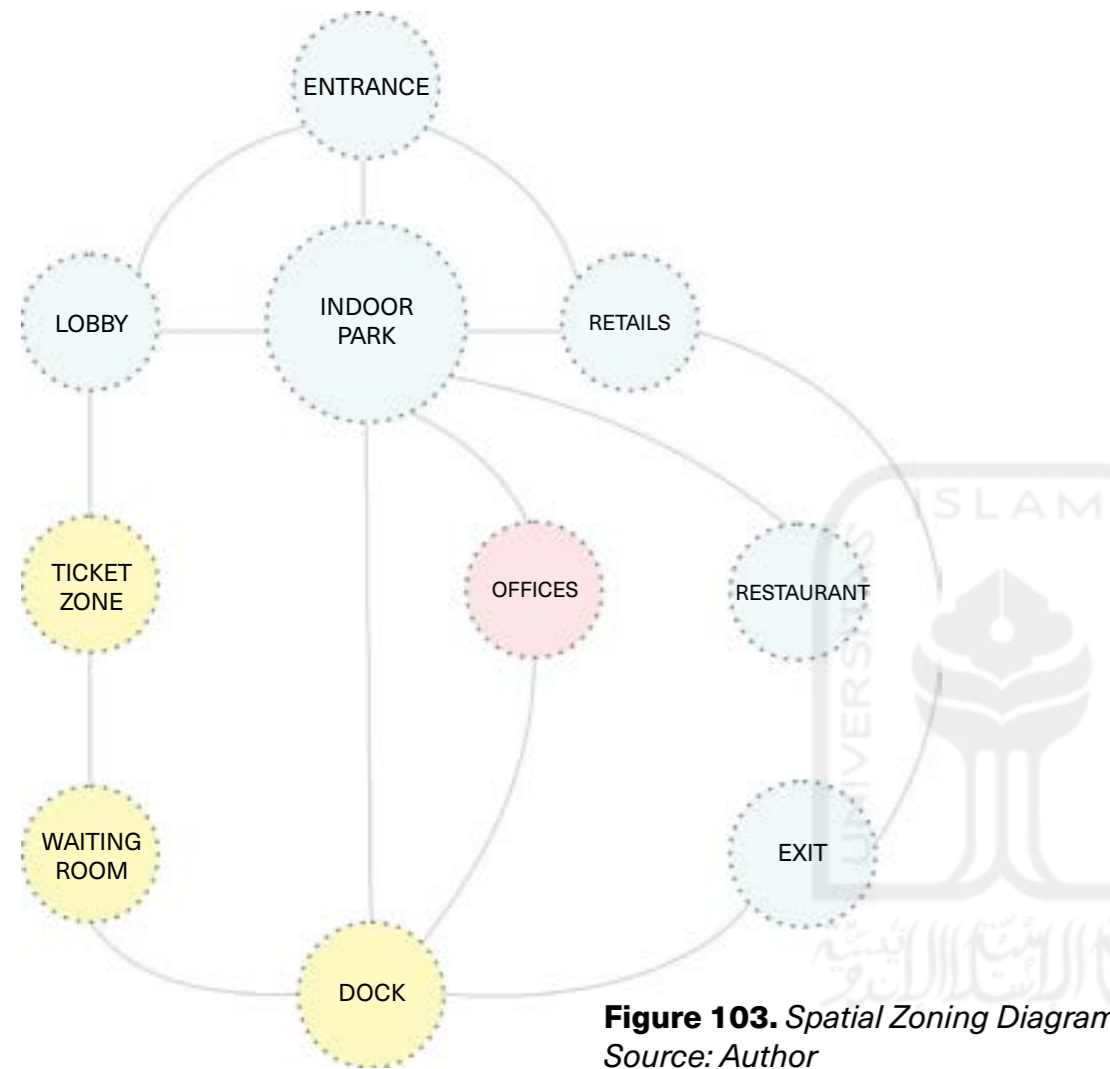 ENTRANCE
LOBBY
INDOOR
PARK
RETAILS
TICKET
ZONE
OFFICES
RESTAURANT
WAITING
ROOM
EXIT
DOCK
Figure 103. Spatial Zoning Diagram
Source: Author
ISLAM
UNIVERSITAS